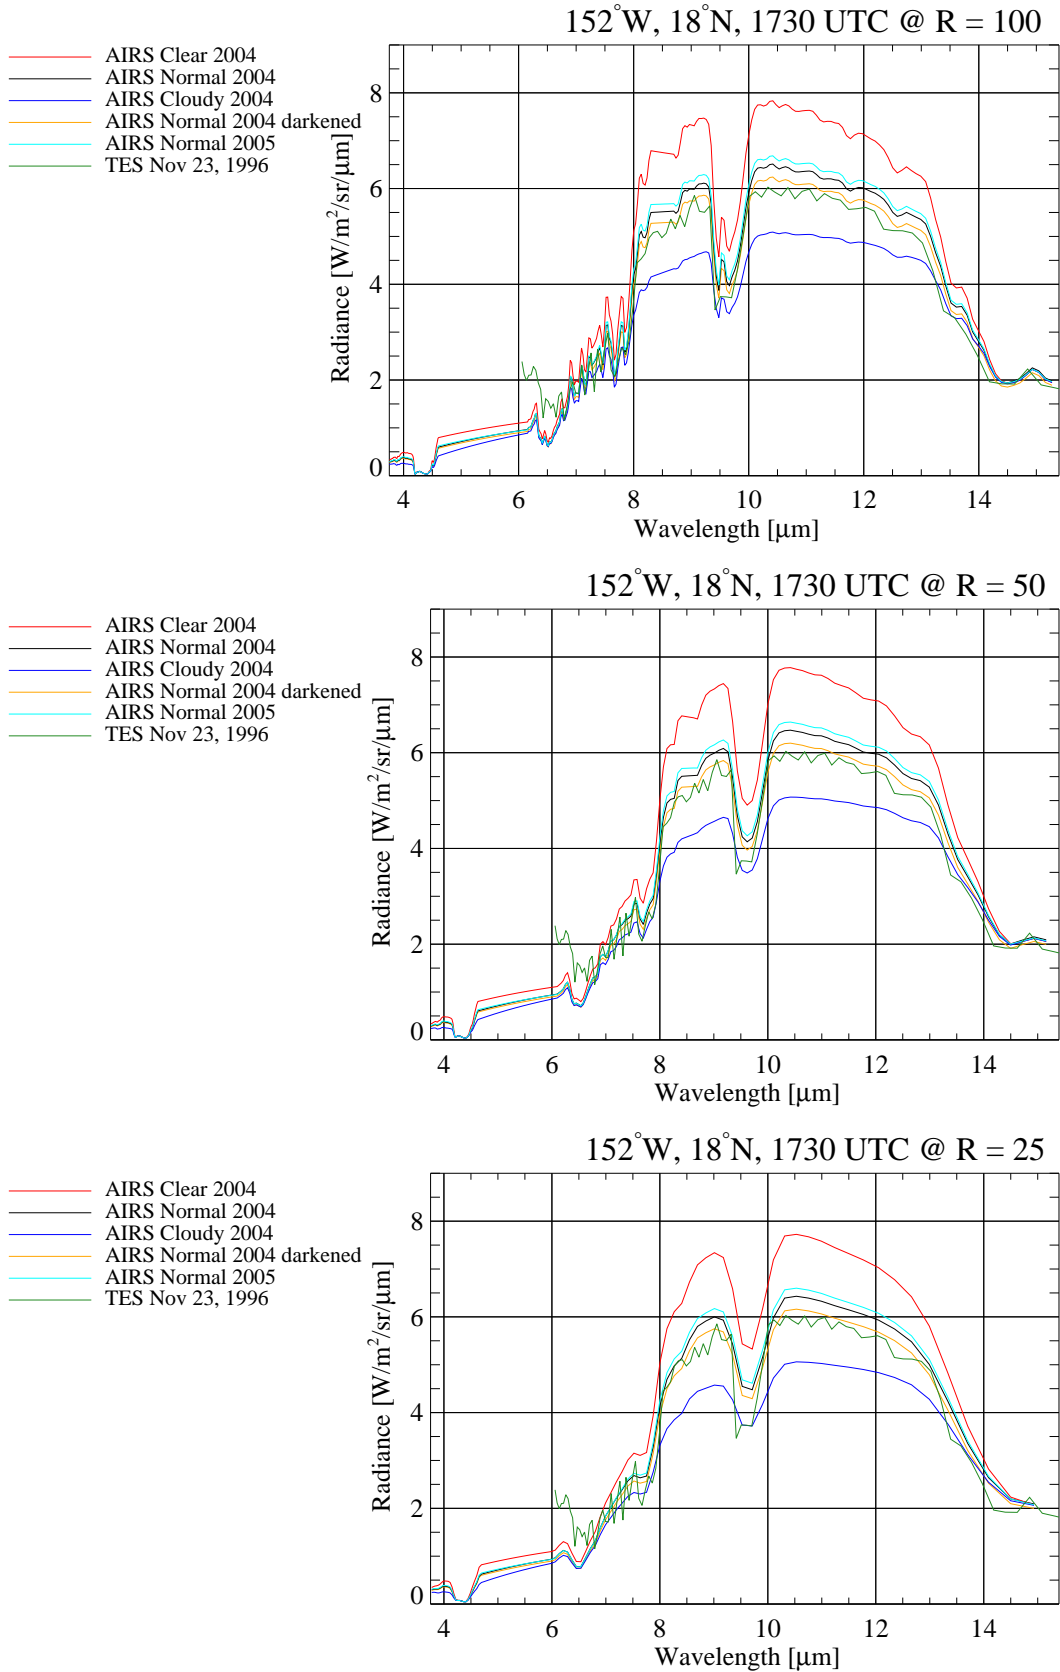 152°W, 18°N, 1730 UTC @ R = 100
AIRS Clear 2004
AIRS Normal 2004
AIRS Cloudy 2004
AIRS Normal 2004 darkened
AIRS Normal 2005
TES Nov 23, 1996
Radiance [W/m²/sr/µm]
8
6
4
2
0
4 6 8 10 12 14
Wavelength [µm]
152°W, 18°N, 1730 UTC @ R = 50
AIRS Clear 2004
AIRS Normal 2004
AIRS Cloudy 2004
AIRS Normal 2004 darkened
AIRS Normal 2005
TES Nov 23, 1996
Radiance [W/m²/sr/µm]
8
6
4
2
0
4 6 8 10 12 14
Wavelength [µm]
152°W, 18°N, 1730 UTC @ R = 25
AIRS Clear 2004
AIRS Normal 2004
AIRS Cloudy 2004
AIRS Normal 2004 darkened
AIRS Normal 2005
TES Nov 23, 1996
Radiance [W/m²/sr/µm]
8
6
4
2
0
4 6 8 10 12 14
Wavelength [µm]